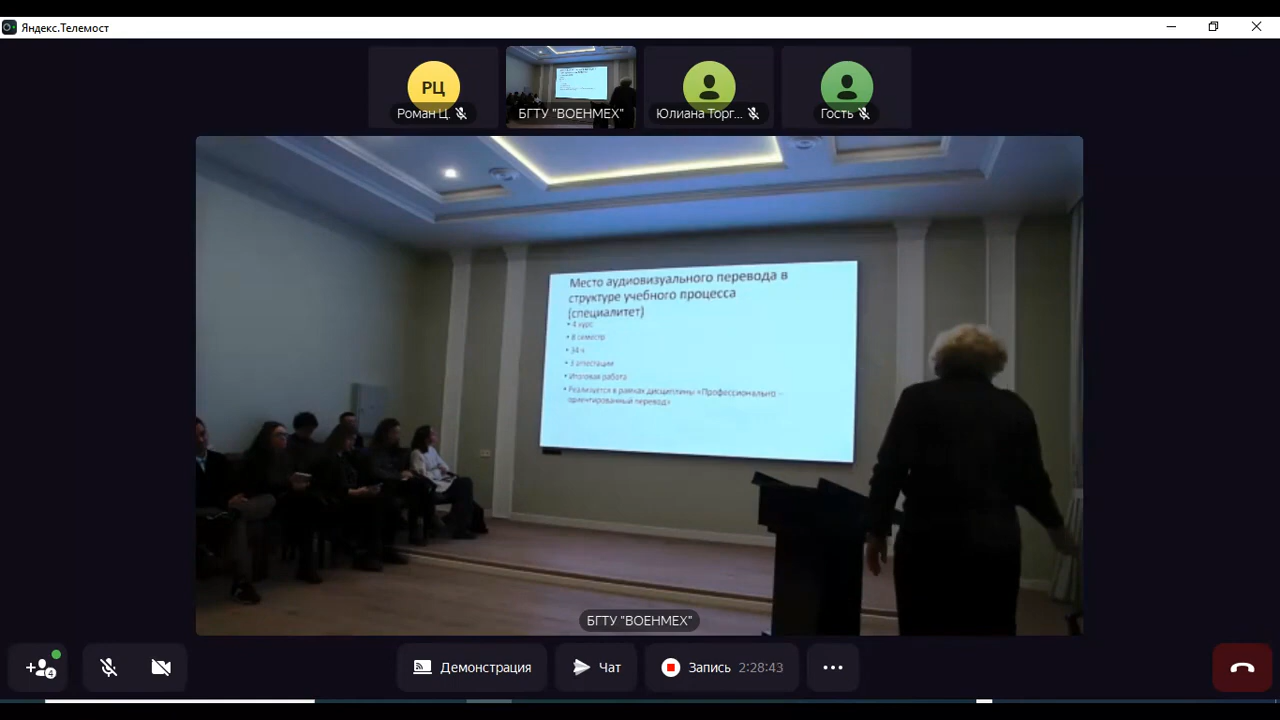 Яндекс.Телемост
РЦ
Роман Ц.
БГТУ "ВОЕНМЕХ"
Юлиана Торг...
Гость
Место аудиовизуального перевода в
структуре учебного процесса
(специалитет)
• 4 курс
• 8 семестр
• 34 ч
• 3 аттестации
• Итоговая работа
• Реализуется в рамках дисциплины «Профессионально –
ориентированный перевод»
БГТУ "ВОЕНМЕХ"
4
Демонстрация
Чат
Запись 2:28:43